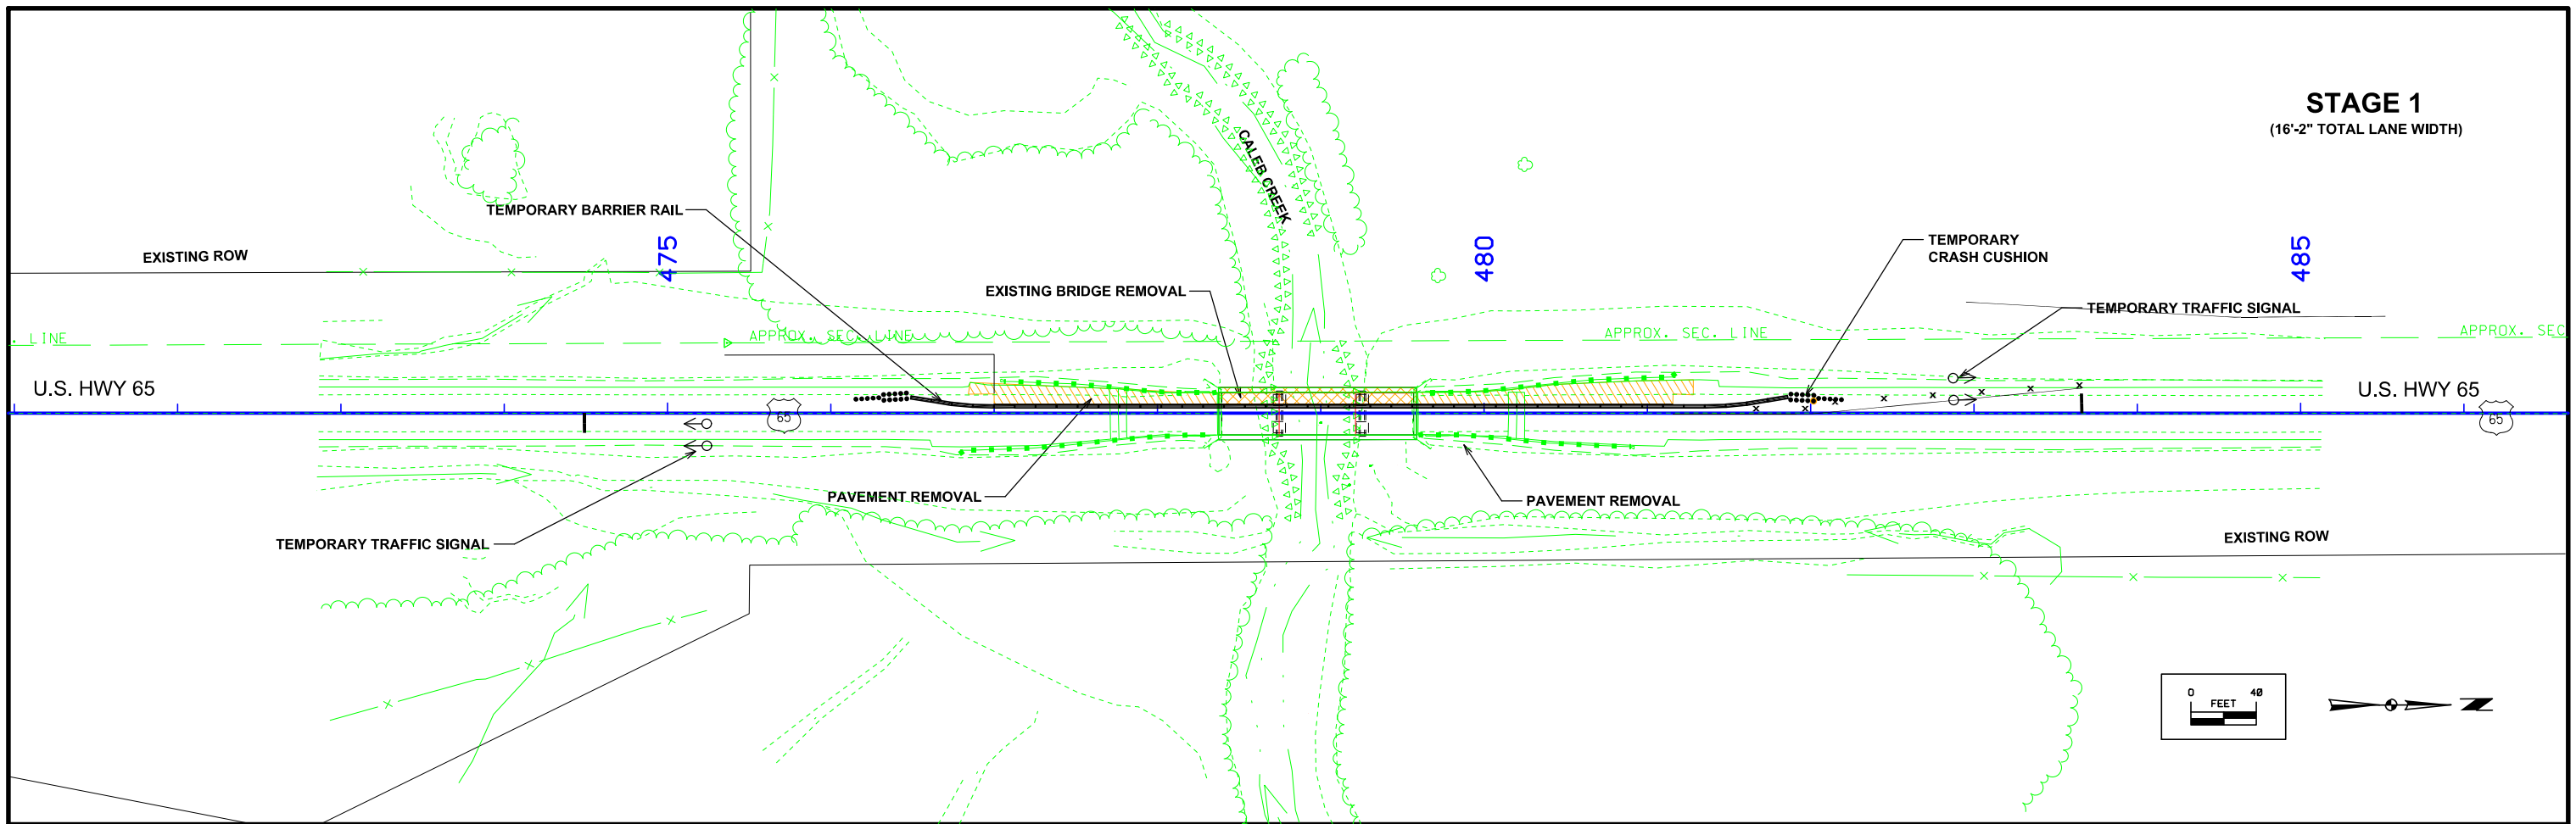 STAGE 1
(16'-2" TOTAL LANE WIDTH)
CALEB CREEK
TEMPORARY BARRIER RAIL
EXISTING ROW
475
480
485
TEMPORARY
CRASH CUSHION
EXISTING BRIDGE REMOVAL
TEMPORARY TRAFFIC SIGNAL
. LINE
APPROX. SEC. LINE
APPROX. SEC. LINE
APPROX. SEC
U.S. HWY 65
U.S. HWY 65
65
65
PAVEMENT REMOVAL
PAVEMENT REMOVAL
TEMPORARY TRAFFIC SIGNAL
EXISTING ROW
0 40
FEET
N